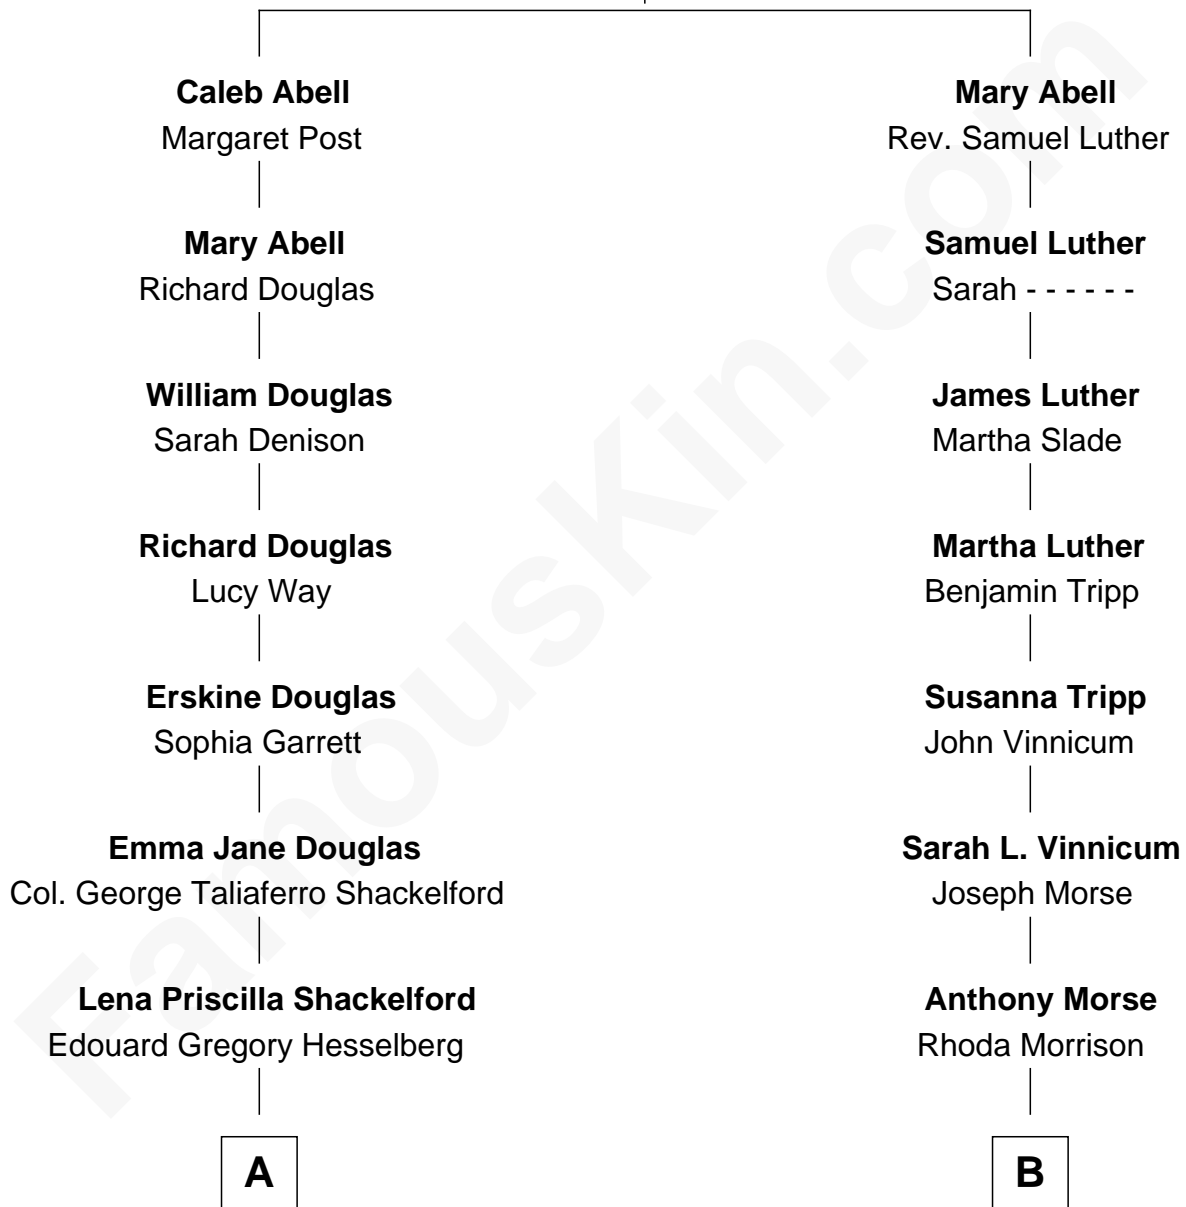 Caleb Abell
Margaret Post
Mary Abell
Richard Douglas
William Douglas
Sarah Denison
Richard Douglas
Lucy Way
Erskine Douglas
Sophia Garrett
Emma Jane Douglas
Col. George Taliaferro Shackelford
Lena Priscilla Shackelford
Edouard Gregory Hesselberg
A
Mary Abell
Rev. Samuel Luther
Samuel Luther
Sarah - - - - - -
James Luther
Martha Slade
Martha Luther
Benjamin Tripp
Susanna Tripp
John Vinnicum
Sarah L. Vinnicum
Joseph Morse
Anthony Morse
Rhoda Morrison
B
FamousKin.com